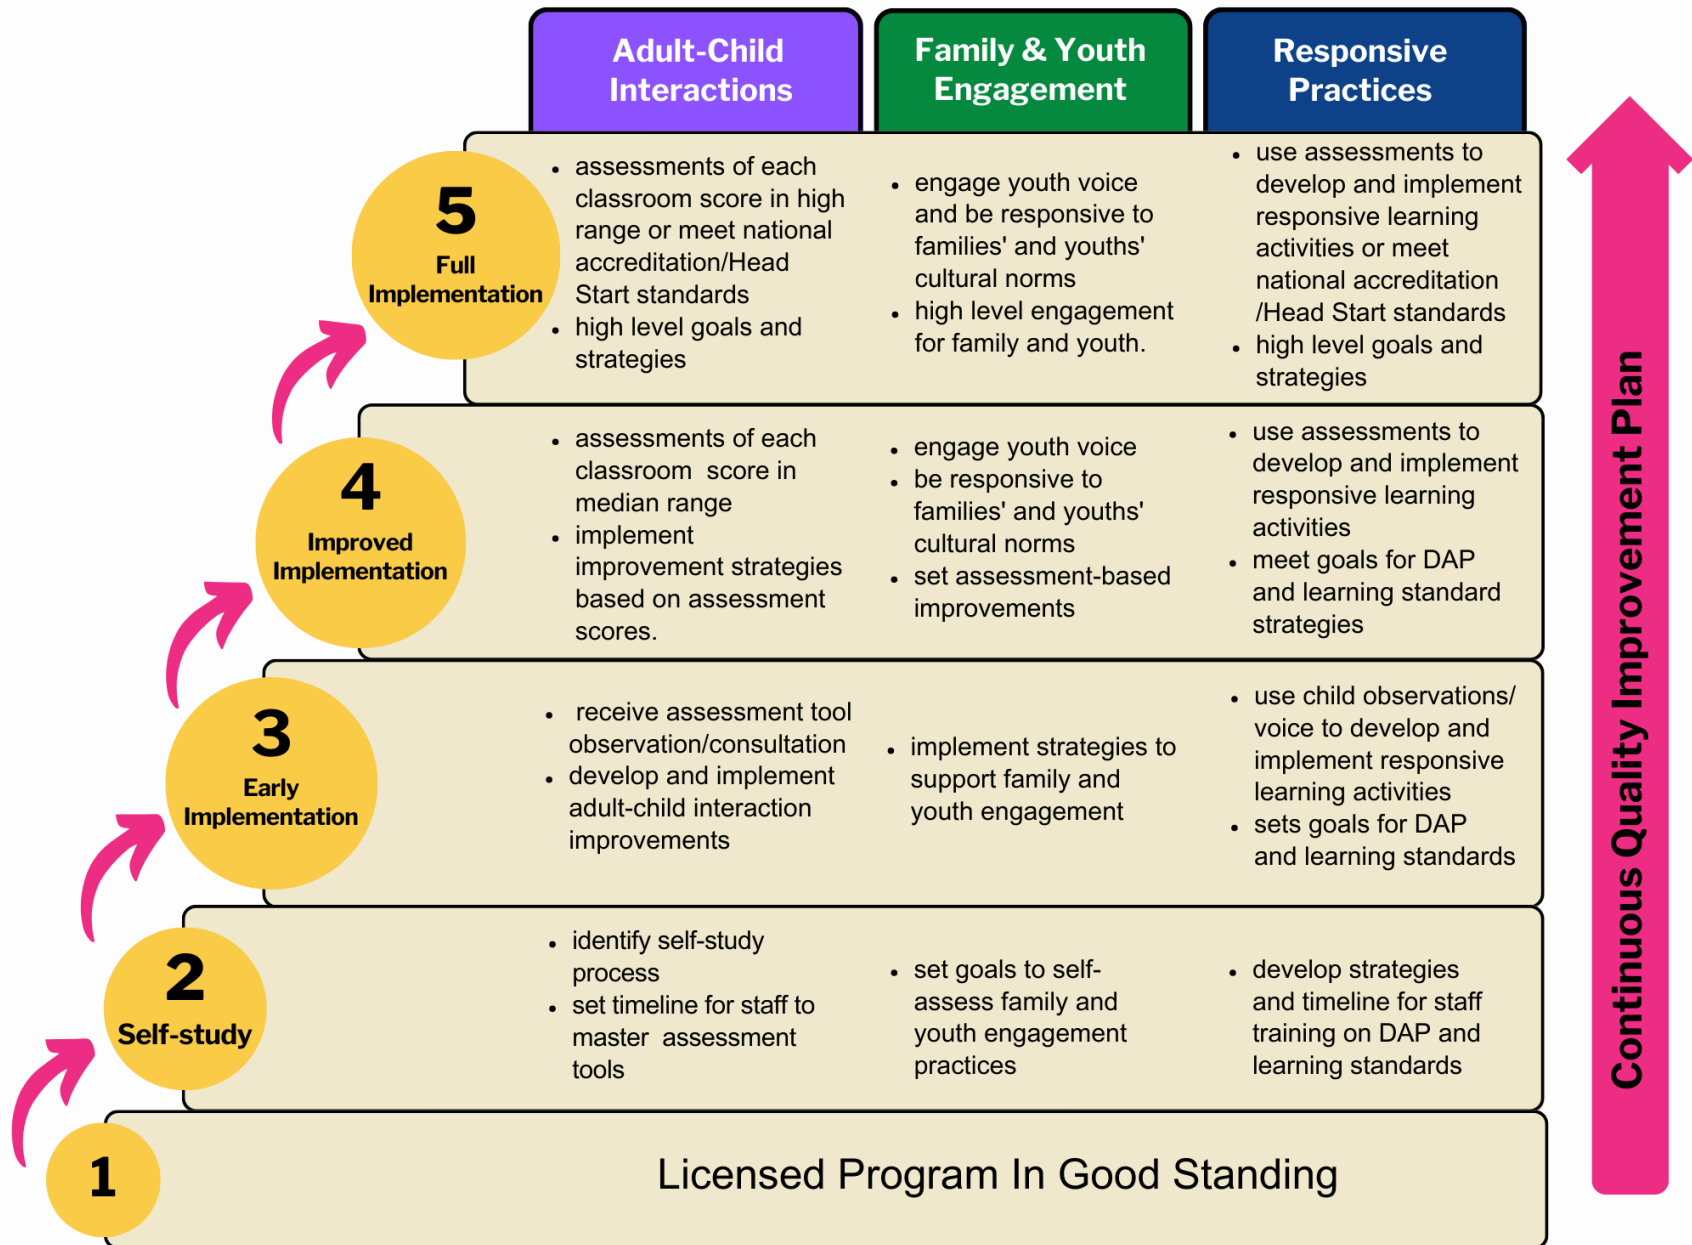 Adult-Child
Interactions
Family & Youth
Engagement
Responsive
Practices
5
Full
Implementation
• assessments of each
classroom score in high
range or meet national
accreditation/Head
Start standards
• high level goals and
strategies
• engage youth voice
and be responsive to
families' and youths'
cultural norms
• high level engagement
for family and youth.
• use assessments to
develop and implement
responsive learning
activities or meet
national accreditation
/Head Start standards
• high level goals and
strategies
4
Improved
Implementation
• assessments of each
classroom  score in
median range
• implement
improvement strategies
based on assessment
scores.
• engage youth voice
• be responsive to
families' and youths'
cultural norms
• set assessment-based
improvements
• use assessments to
develop and implement
responsive learning
activities
• meet goals for DAP
and learning standard
strategies
3
Early
Implementation
• receive assessment tool
observation/consultation
• develop and implement
adult-child interaction
improvements
• implement strategies to
support family and
youth engagement
• use child observations/
voice to develop and
implement responsive
learning activities
• sets goals for DAP
and learning standards
2
Self-study
• identify self-study
process
• set timeline for staff to
master  assessment
tools
• set goals to self-
assess family and
youth engagement
practices
• develop strategies
and timeline for staff
training on DAP and
learning standards
1
Licensed Program In Good Standing
Continuous Quality Improvement Plan